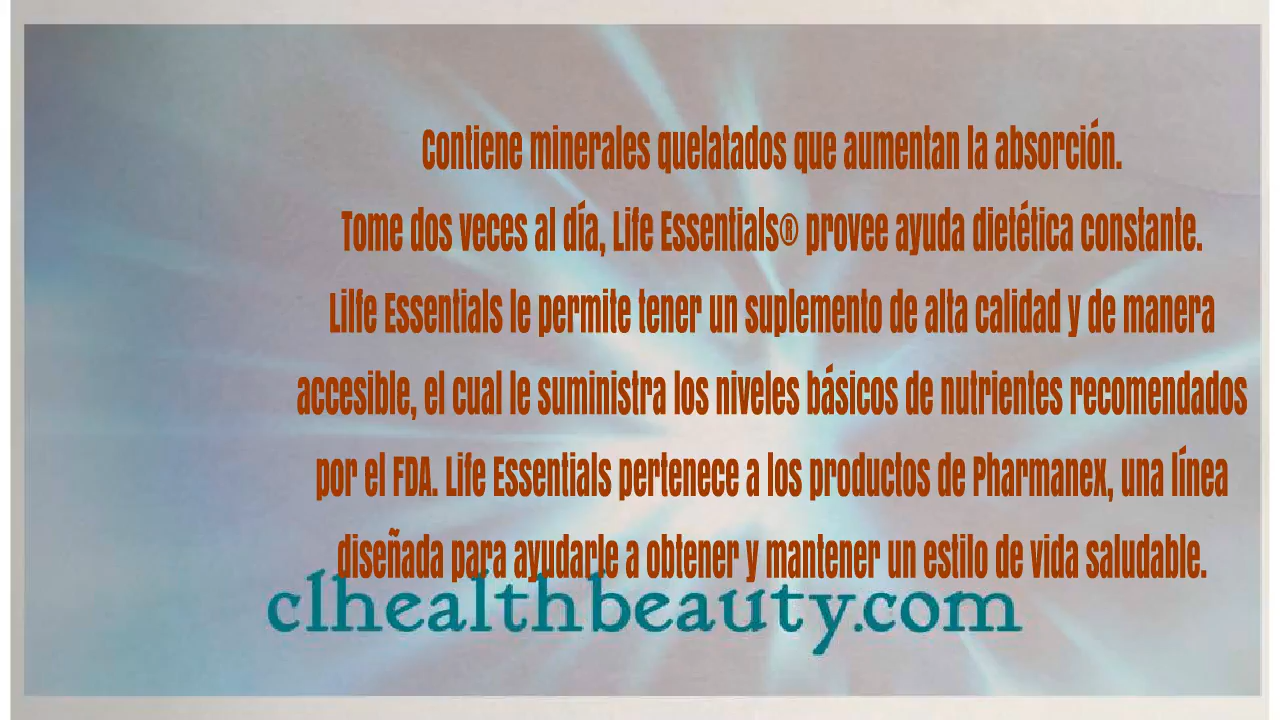 Contiene minerales quelatados que aumentan la absorción.
Tome dos veces al día, Life Essentials® provee ayuda dietética constante.
Lilfe Essentials le permite tener un suplemento de alta calidad y de manera
accesible, el cual le suministra los niveles básicos de nutrientes recomendados
por el FDA. Life Essentials pertenece a los productos de Pharmanex, una línea
diseñada para ayudarle a obtener y mantener un estilo de vida saludable.
clhealthbeauty.com